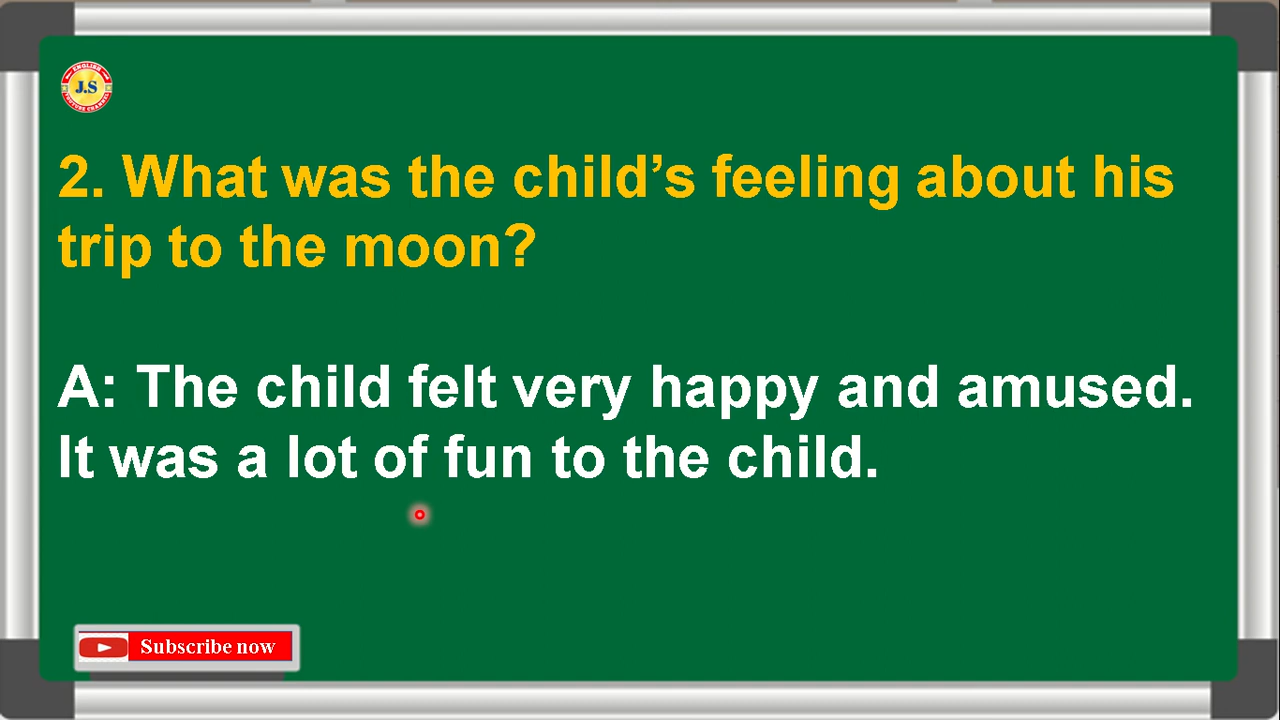 J.S
2. What was the child’s feeling about his
trip to the moon?
A: The child felt very happy and amused.
It was a lot of fun to the child.
Subscribe now